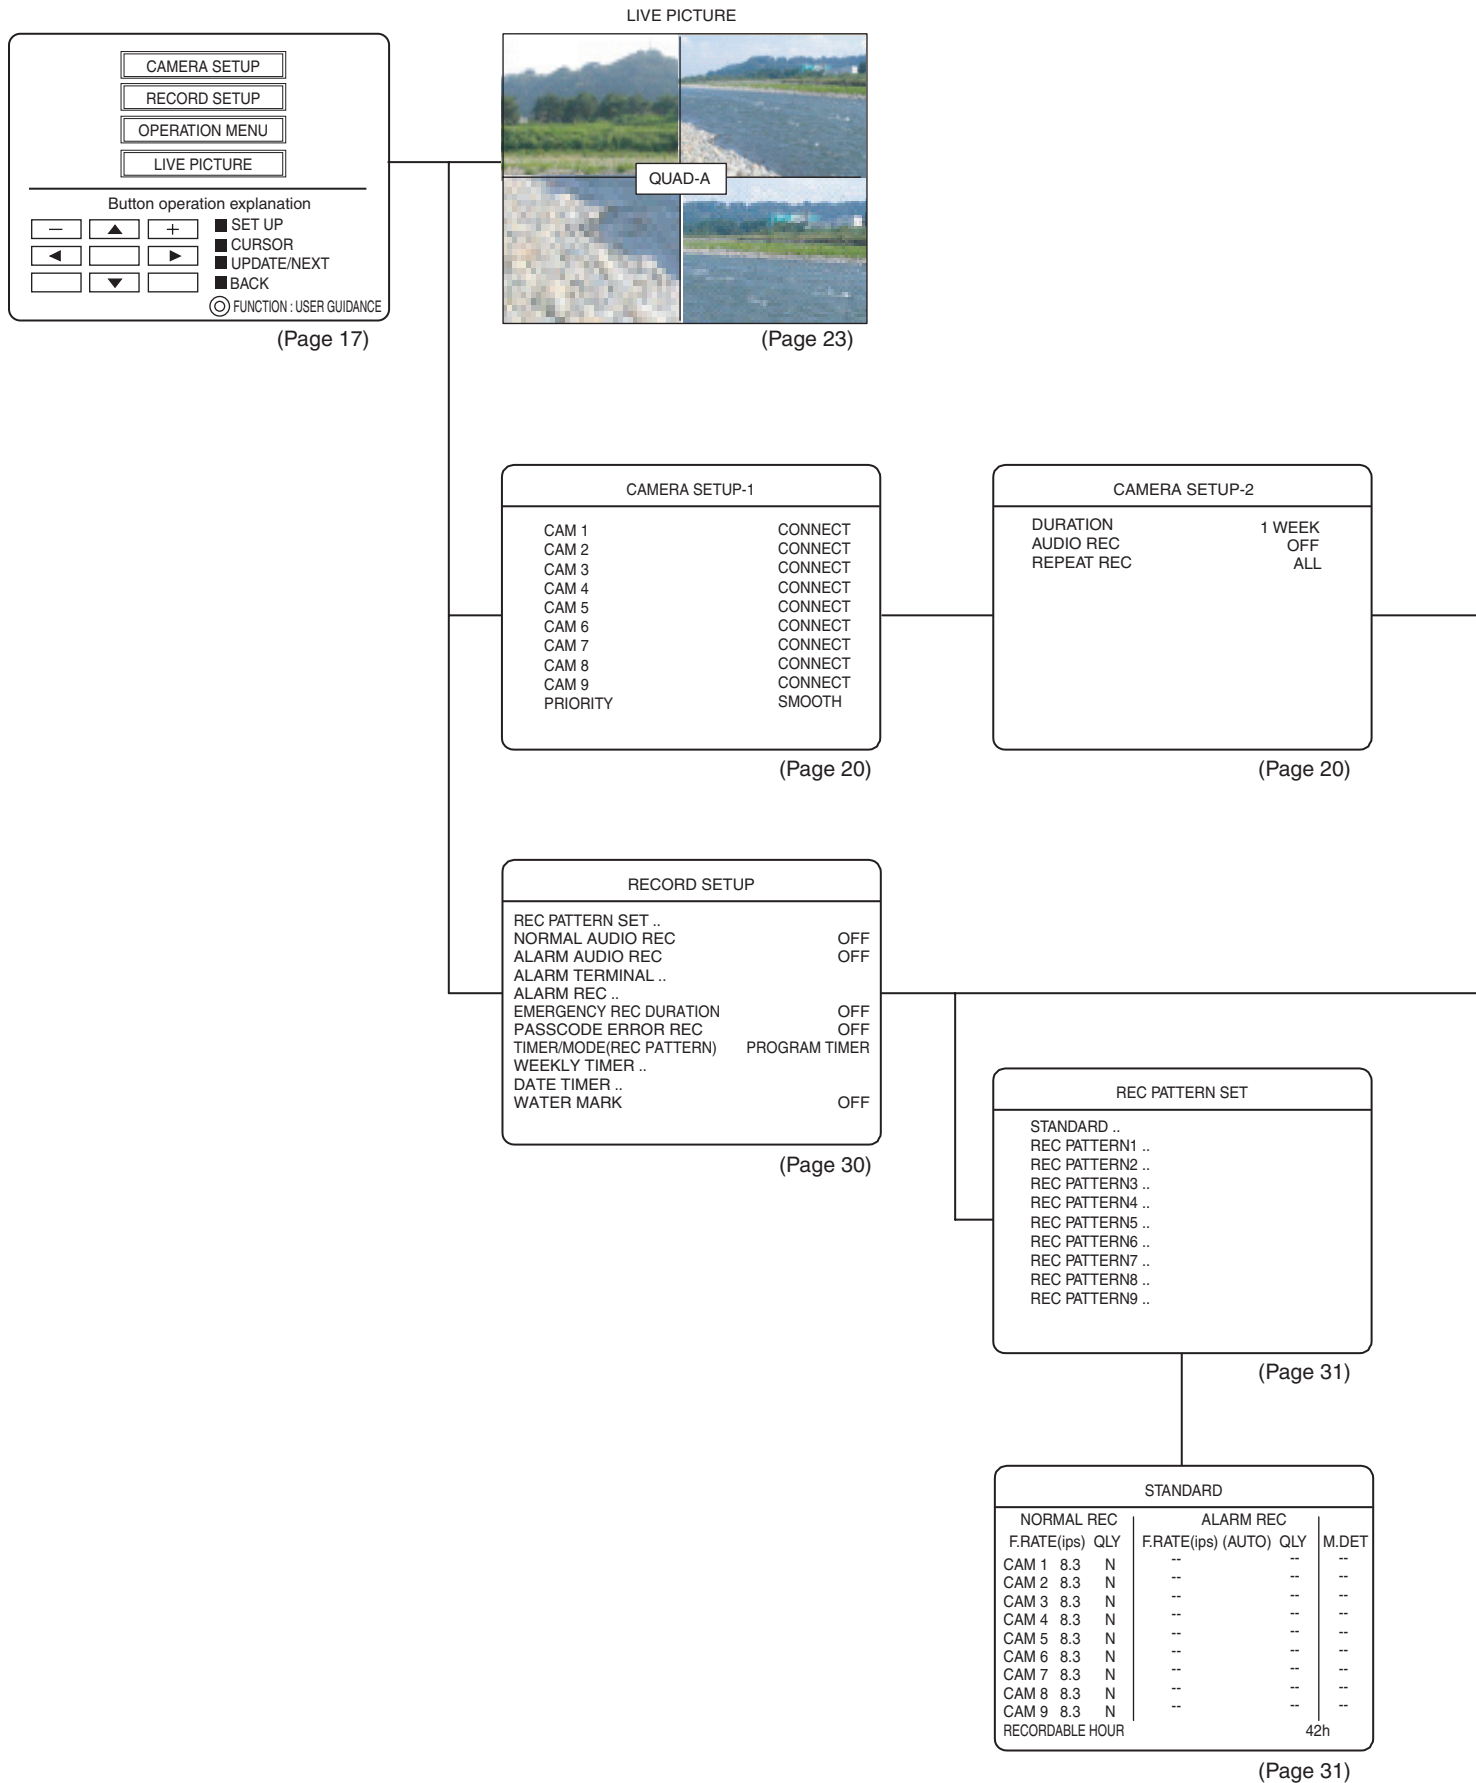 LIVE PICTURE
CAMERA SETUP
RECORD SETUP
OPERATION MENU
LIVE PICTURE
Button operation explanation
− ▲ + ■ SET UP
■ CURSOR
◄ ► ■ UPDATE/NEXT
▼ ■ BACK
FUNCTION : USER GUIDANCE
(Page 17)
QUAD-A
(Page 23)
CAMERA SETUP-1
CAM 1 CONNECT
CAM 2 CONNECT
CAM 3 CONNECT
CAM 4 CONNECT
CAM 5 CONNECT
CAM 6 CONNECT
CAM 7 CONNECT
CAM 8 CONNECT
CAM 9 CONNECT
PRIORITY SMOOTH
(Page 20)
CAMERA SETUP-2
DURATION 1 WEEK
AUDIO REC OFF
REPEAT REC ALL
(Page 20)
RECORD SETUP
REC PATTERN SET ..
NORMAL AUDIO REC OFF
ALARM AUDIO REC OFF
ALARM TERMINAL ..
ALARM REC ..
EMERGENCY REC DURATION OFF
PASSCODE ERROR REC OFF
TIMER/MODE(REC PATTERN) PROGRAM TIMER
WEEKLY TIMER ..
DATE TIMER ..
WATER MARK OFF
(Page 30)
REC PATTERN SET
STANDARD ..
REC PATTERN1 ..
REC PATTERN2 ..
REC PATTERN3 ..
REC PATTERN4 ..
REC PATTERN5 ..
REC PATTERN6 ..
REC PATTERN7 ..
REC PATTERN8 ..
REC PATTERN9 ..
(Page 31)
STANDARD
NORMAL REC ALARM REC
F.RATE(ips) QLY F.RATE(ips) (AUTO) QLY M.DET
CAM 1 8.3 N -- -- --
CAM 2 8.3 N -- -- --
CAM 3 8.3 N -- -- --
CAM 4 8.3 N -- -- --
CAM 5 8.3 N -- -- --
CAM 6 8.3 N -- -- --
CAM 7 8.3 N -- -- --
CAM 8 8.3 N -- -- --
CAM 9 8.3 N -- -- --
RECORDABLE HOUR 42h
(Page 31)